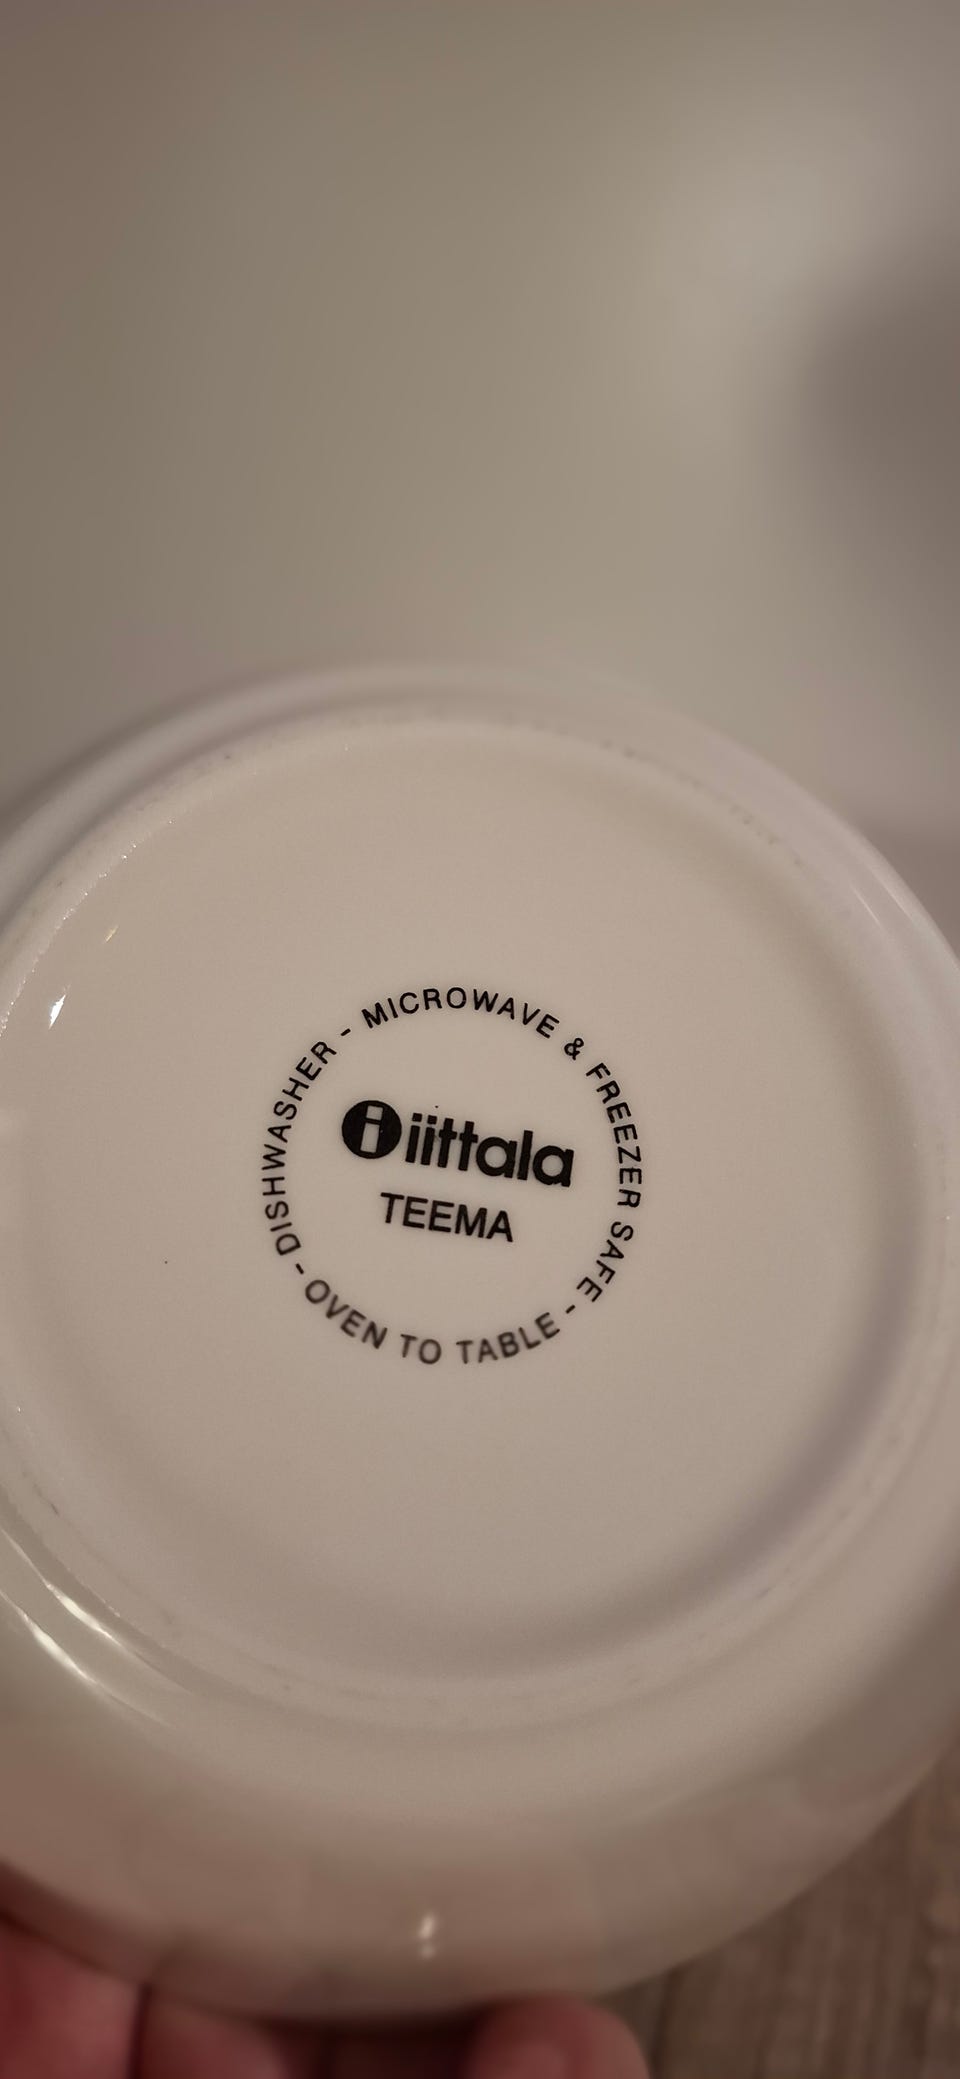 DISHWASHER - MICROWAVE & FREEZER SAFE - OVEN TO TABLE -
i iittala
TEEMA